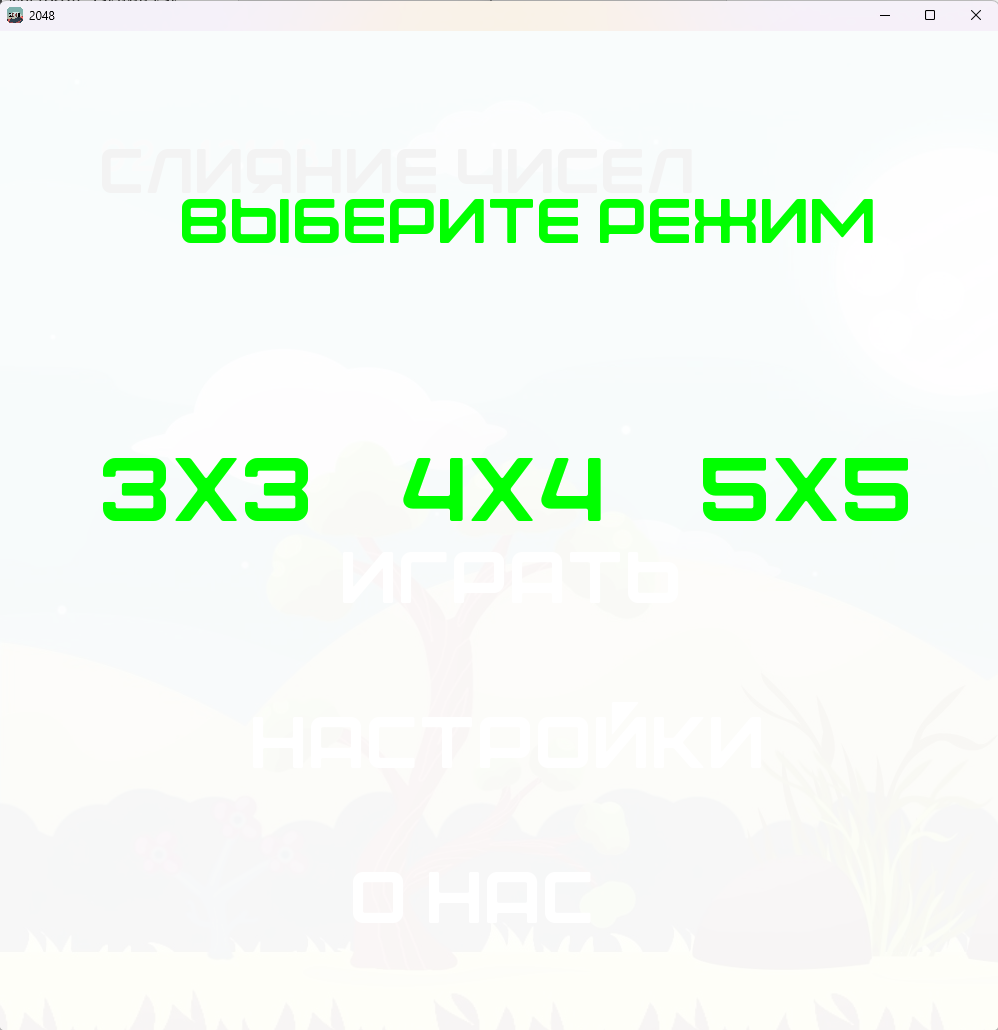 2048
СЛИЯНИЕ ЧИСЕЛ
ВЫБЕРИТЕ РЕЖИМ
3X3 4X4 5X5
ИГРАТЬ
НАСТРОЙКИ
О НАС